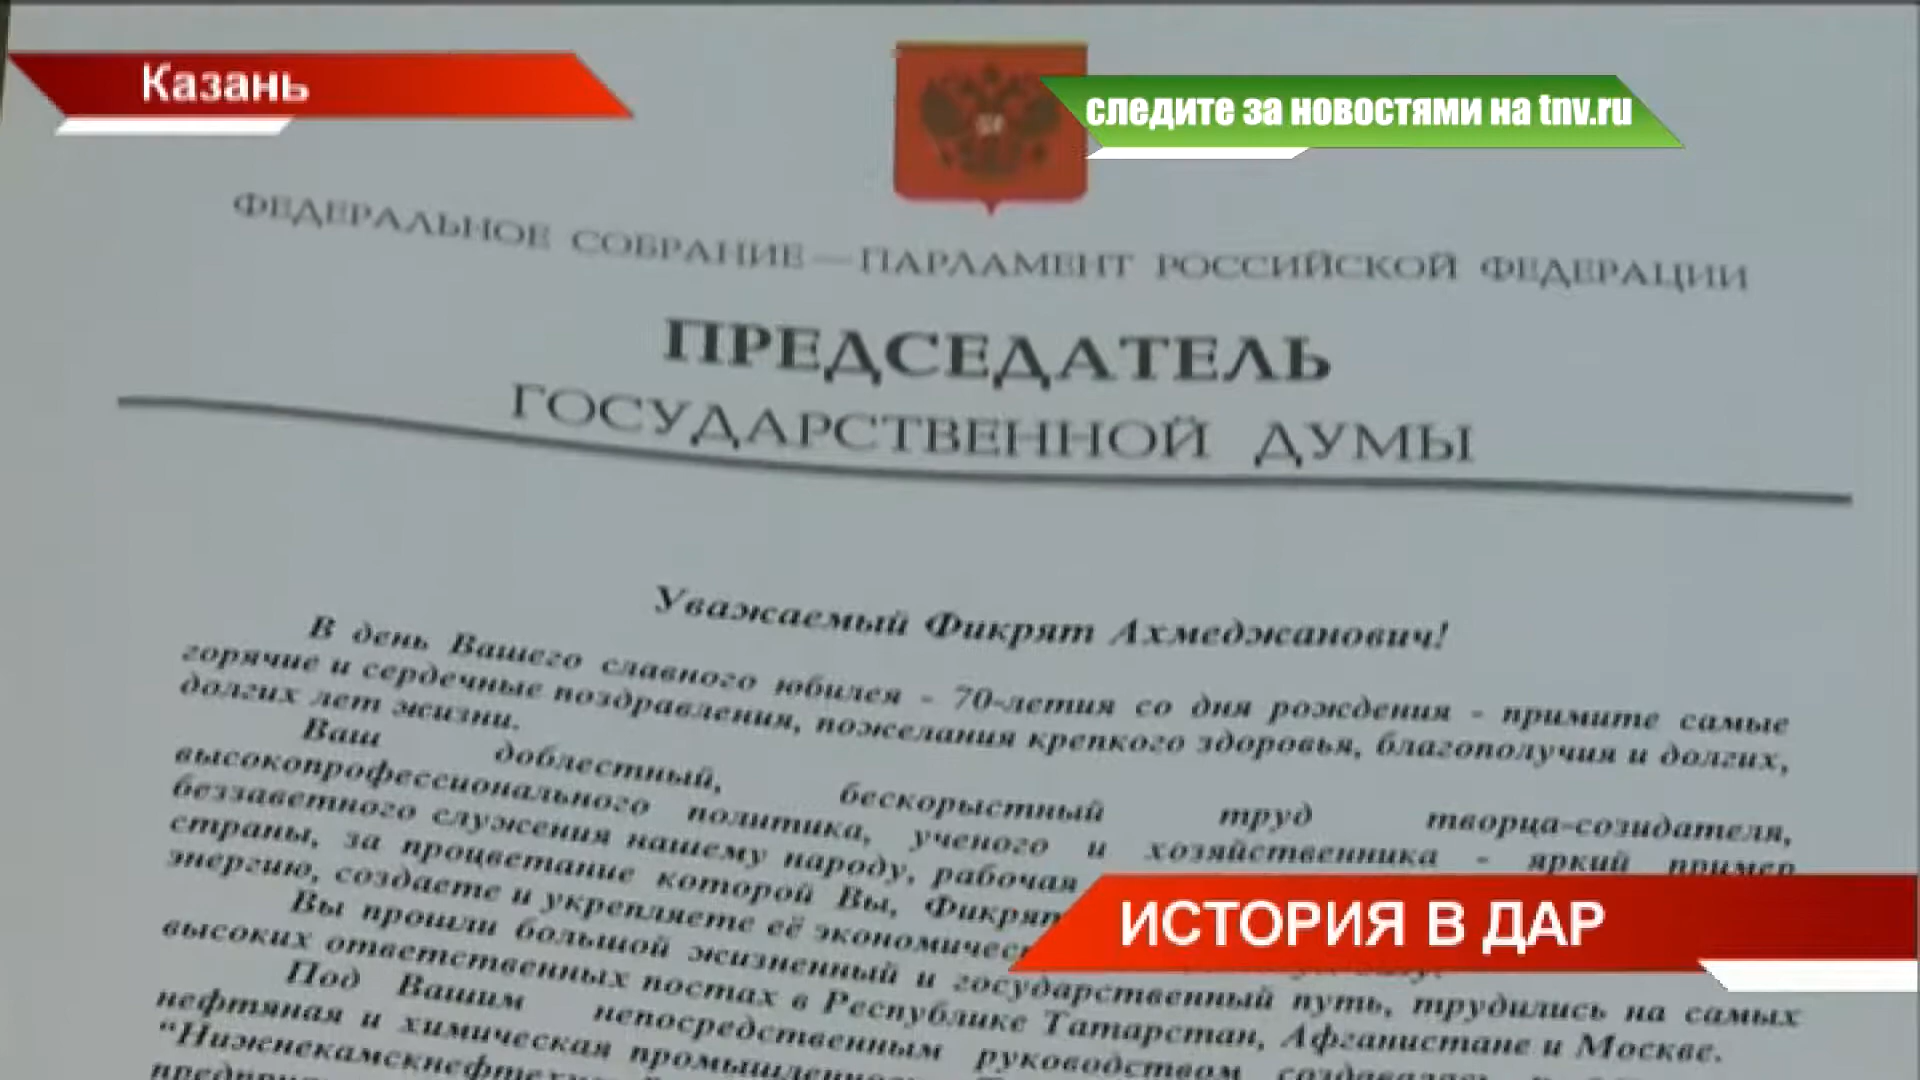 Казань
следите за новостями на tnv.ru
ФЕДЕРАЛЬНОЕ СОБРАНИЕ—ПАРЛАМЕНТ РОССИЙСКОЙ ФЕДЕРАЦИИ
ПРЕДСЕДАТЕЛЬ
ГОСУДАРСТВЕННОЙ ДУМЫ
Уважаемый Фикрят Ахмеджанович!
В день Вашего славного юбилея - 70-летия со дня рождения - примите самые
горячие и сердечные поздравления, пожелания крепкого здоровья, благополучия и долгих,
долгих лет жизни.
Ваш доблестный, бескорыстный труд творца-созидателя,
высокопрофессионального политика, ученого и хозяйственника - яркий пример
беззаветного служения нашему народу, рабочая
страны, за процветание которой Вы, Фикрят
энергию, создаете и укрепляете её
Вы прошли большой жизненный и государственный путь, трудились на самых
высоких ответственных постах в Республике Татарстан, Афганистане и Москве.
Под Вашим непосредственным руководством
нефтяная и химическая
ИСТОРИЯ В ДАР